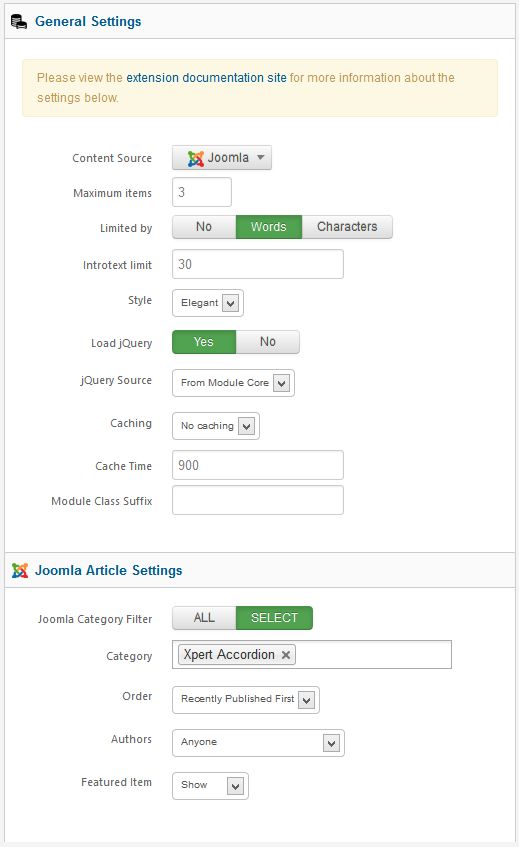 General Settings
Please view the extension documentation site for more information about the
settings below.
Content Source Joomla
Maximum items 3
Limited by No Words Characters
Introtext limit 30
Style Elegant
Load jQuery Yes No
jQuery Source From Module Core
Caching No caching
Cache Time 900
Module Class Suffix
Joomla Article Settings
Joomla Category Filter ALL SELECT
Category Xpert Accordion ×
Order Recently Published First
Authors Anyone
Featured Item Show